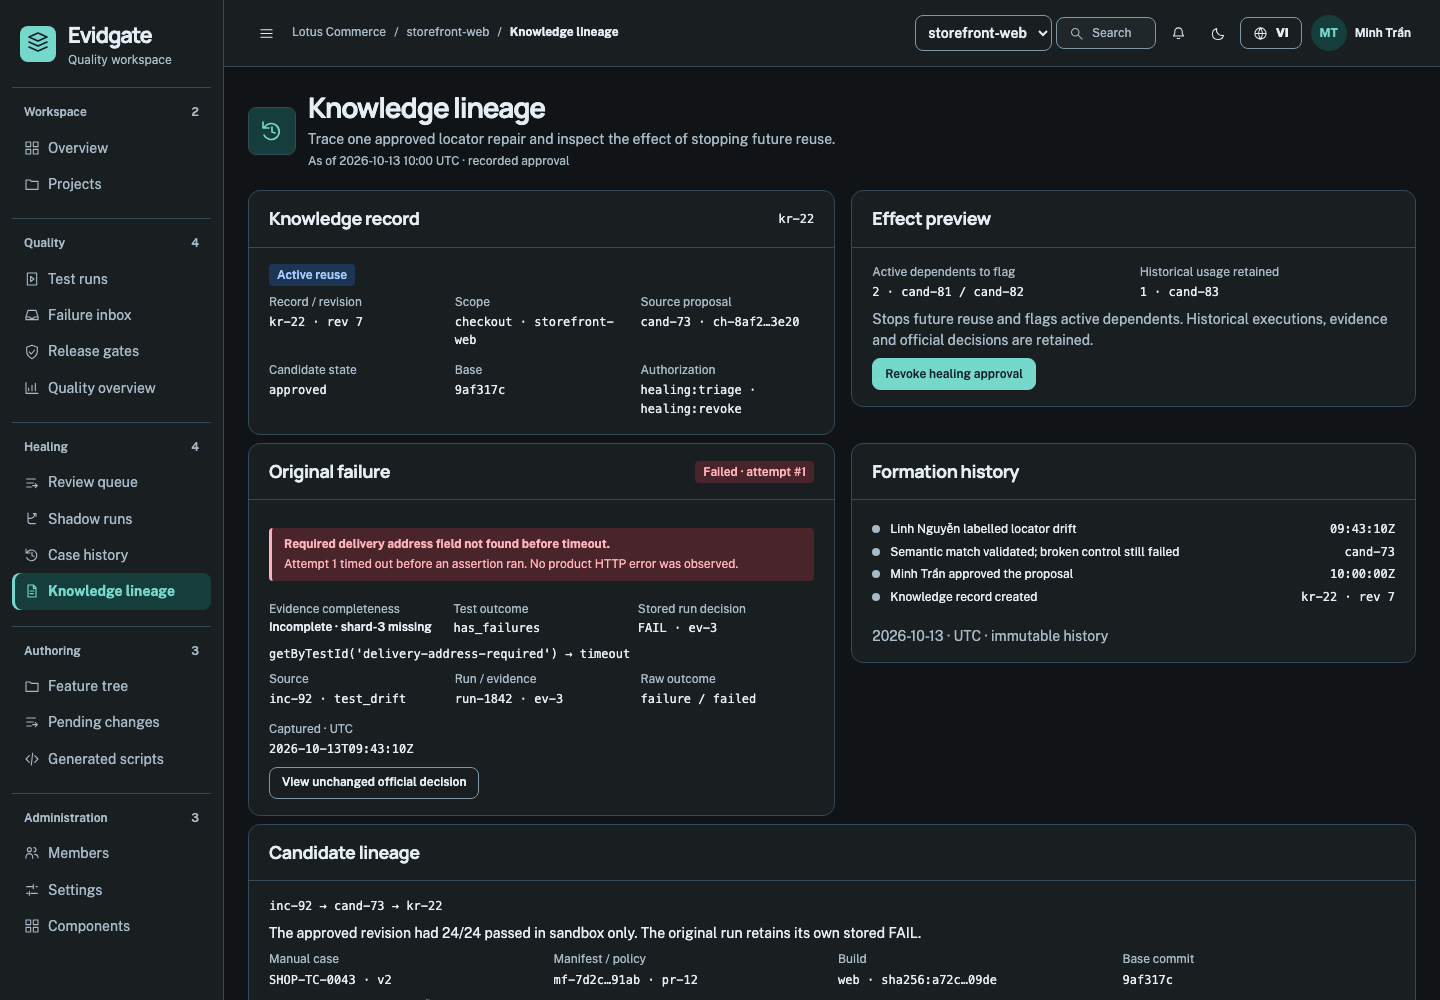 Evidgate
Quality workspace
Workspace 2
Overview
Projects
Quality 4
Test runs
Failure inbox
Release gates
Quality overview
Healing 4
Review queue
Shadow runs
Case history
Knowledge lineage
Authoring 3
Feature tree
Pending changes
Generated scripts
Administration 3
Members
Settings
Components
Lotus Commerce / storefront-web / Knowledge lineage
storefront-web
Search
VI
MT
Minh Trần
Knowledge lineage
Trace one approved locator repair and inspect the effect of stopping future reuse.
As of 2026-10-13 10:00 UTC · recorded approval
Knowledge record kr-22
Active reuse
Record / revision Scope Source proposal
kr-22 · rev 7 checkout · storefront- cand-73 · ch-8af2…3e20
web
Candidate state Base Authorization
approved 9af317c healing:triage ·
healing:revoke
Effect preview
Active dependents to flag Historical usage retained
2 · cand-81 / cand-82 1 · cand-83
Stops future reuse and flags active dependents. Historical executions, evidence
and official decisions are retained.
Revoke healing approval
Original failure Failed · attempt #1
Required delivery address field not found before timeout.
Attempt 1 timed out before an assertion ran. No product HTTP error was observed.
Evidence completeness Test outcome Stored run decision
Incomplete · shard-3 missing has_failures FAIL · ev-3
getByTestId('delivery-address-required') → timeout
Source Run / evidence Raw outcome
inc-92 · test_drift run-1842 · ev-3 failure / failed
Captured · UTC
2026-10-13T09:43:10Z
View unchanged official decision
Formation history
Linh Nguyễn labelled locator drift 09:43:10Z
Semantic match validated; broken control still failed cand-73
Minh Trần approved the proposal 10:00:00Z
Knowledge record created kr-22 · rev 7
2026-10-13 · UTC · immutable history
Candidate lineage
inc-92 → cand-73 → kr-22
The approved revision had 24/24 passed in sandbox only. The original run retains its own stored FAIL.
Manual case Manifest / policy Build Base commit
SHOP-TC-0043 · v2 mf-7d2c…91ab · pr-12 web · sha256:a72c…09de 9af317c